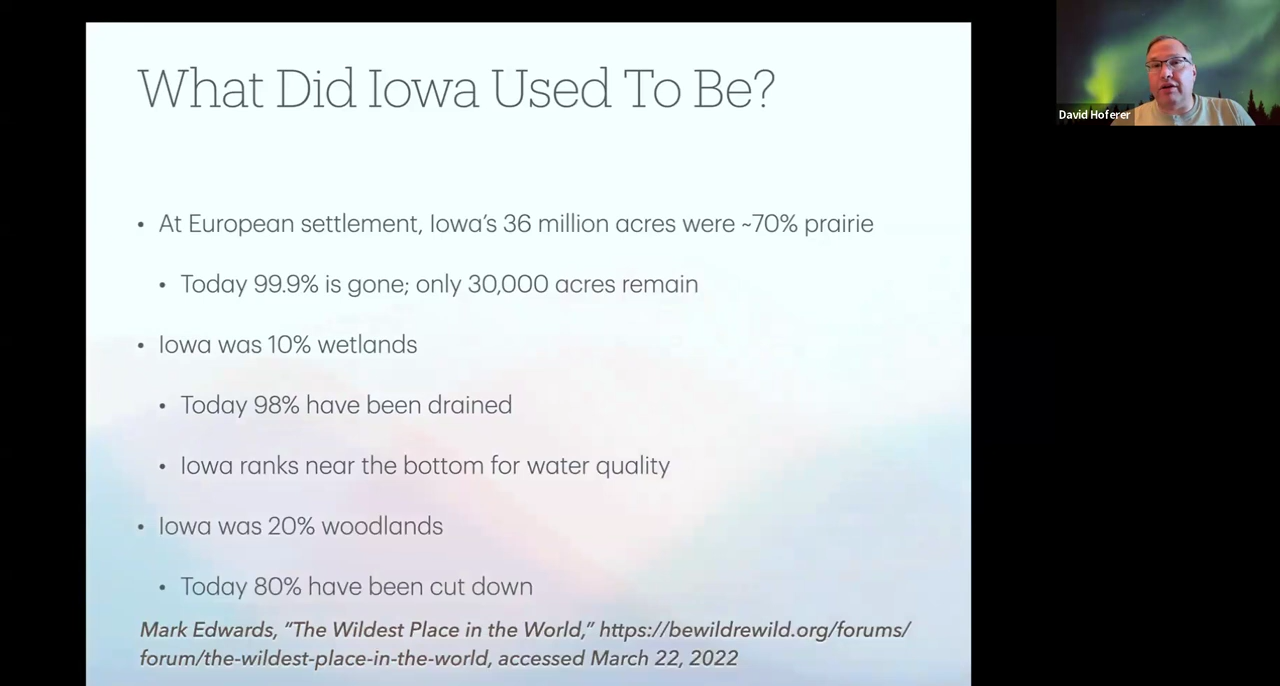 What Did Iowa Used To Be?
• At European settlement, Iowa’s 36 million acres were ~70% prairie
• Today 99.9% is gone; only 30,000 acres remain
• Iowa was 10% wetlands
• Today 98% have been drained
• Iowa ranks near the bottom for water quality
• Iowa was 20% woodlands
• Today 80% have been cut down
Mark Edwards, “The Wildest Place in the World,” https://bewildrewild.org/forums/
forum/the-wildest-place-in-the-world, accessed March 22, 2022
David Hoferer